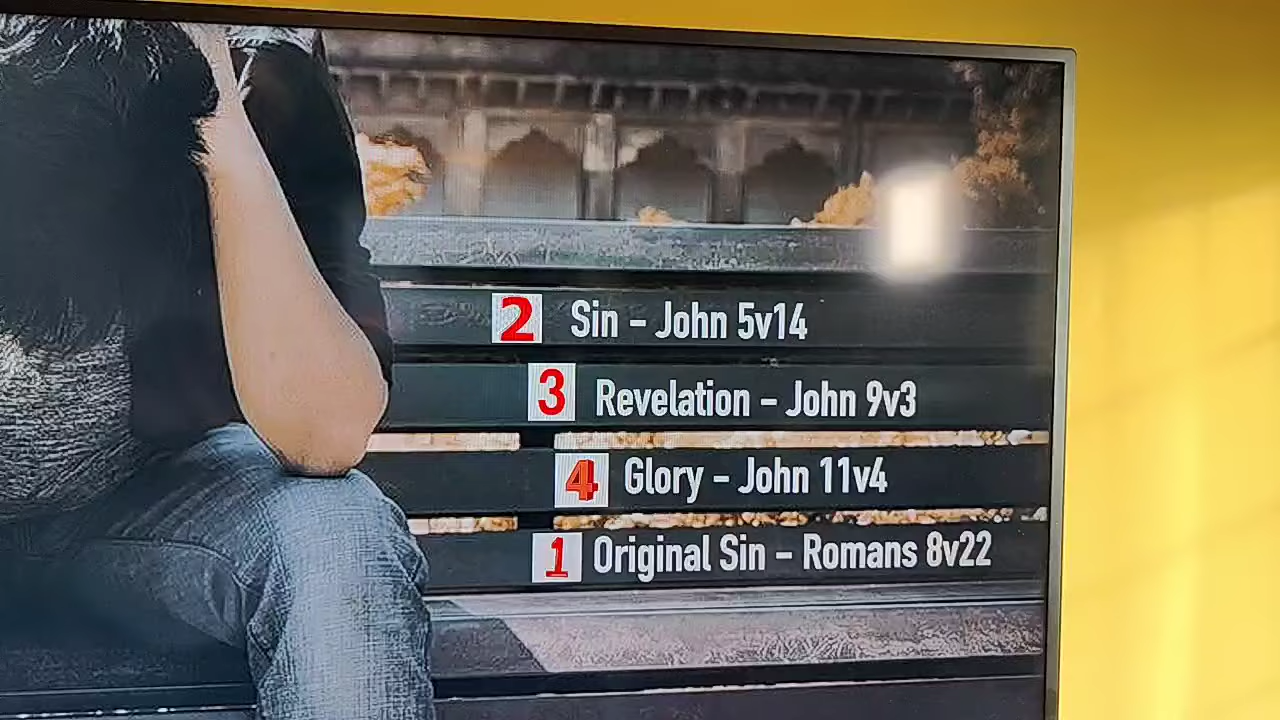 2 Sin – John 5v14
3 Revelation – John 9v3
4 Glory – John 11v4
1 Original Sin – Romans 8v22